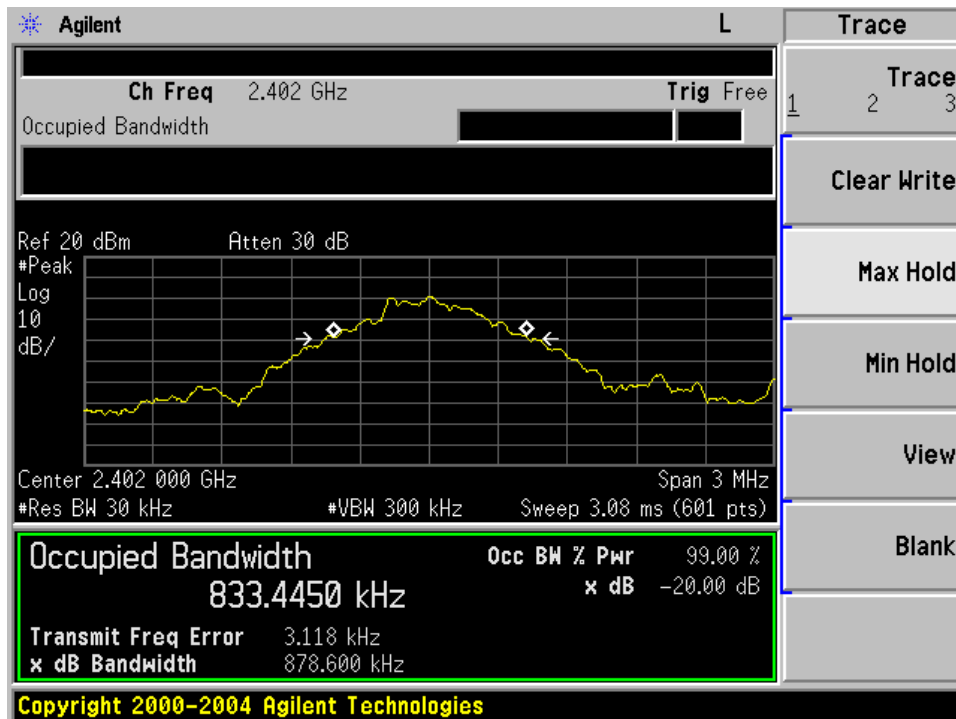 Agilent L
Ch Freq 2.402 GHz Trig Free
Occupied Bandwidth
Ref 20 dBm Atten 30 dB
#Peak
Log
10
dB/
Center 2.402 000 GHz Span 3 MHz
#Res BW 30 kHz #VBW 300 kHz Sweep 3.08 ms (601 pts)
Occupied Bandwidth Occ BW % Pwr 99.00 %
833.4450 kHz x dB -20.00 dB
Transmit Freq Error 3.118 kHz
x dB Bandwidth 878.600 kHz
Copyright 2000-2004 Agilent Technologies
Trace
Trace
1 2 3
Clear Write
Max Hold
Min Hold
View
Blank